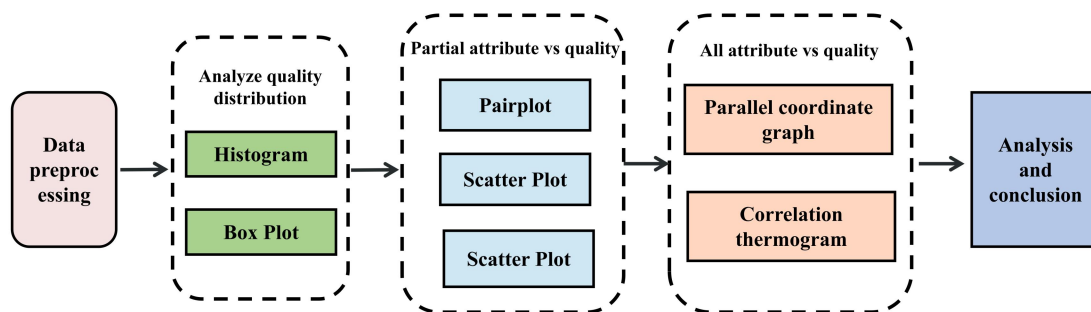 Data
preproc
essing
Analyze quality
distribution
Histogram
Box Plot
Partial attribute vs quality
Pairplot
Scatter Plot
Scatter Plot
All attribute vs quality
Parallel coordinate
graph
Correlation
thermogram
Analysis
and
conclusion